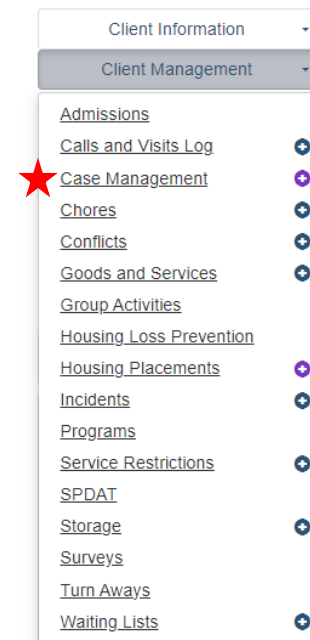 Client Information
Client Management
Admissions
Calls and Visits Log
Case Management
Chores
Conflicts
Goods and Services
Group Activities
Housing Loss Prevention
Housing Placements
Incidents
Programs
Service Restrictions
SPDAT
Storage
Surveys
Turn Aways
Waiting Lists